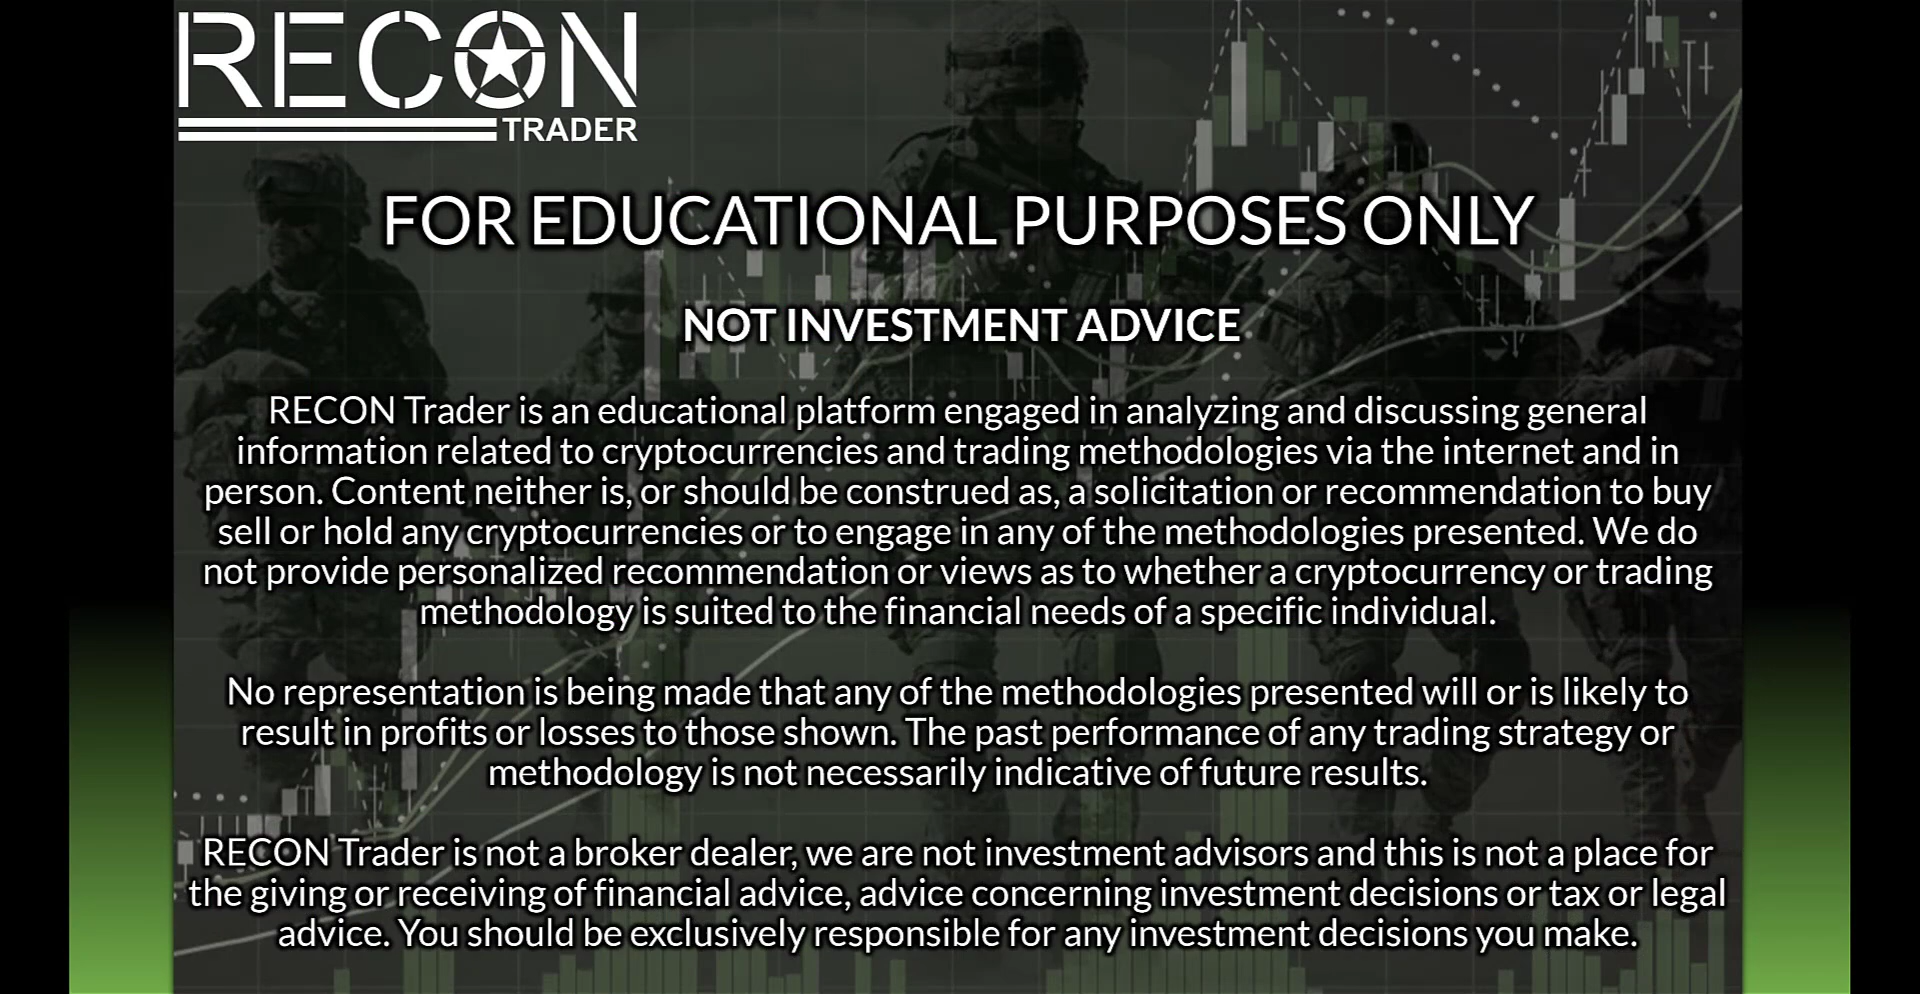 RECON
TRADER
FOR EDUCATIONAL PURPOSES ONLY
NOT INVESTMENT ADVICE
RECON Trader is an educational platform engaged in analyzing and discussing general
information related to cryptocurrencies and trading methodologies via the internet and in
person. Content neither is, or should be construed as, a solicitation or recommendation to buy
sell or hold any cryptocurrencies or to engage in any of the methodologies presented. We do
not provide personalized recommendation or views as to whether a cryptocurrency or trading
methodology is suited to the financial needs of a specific individual.
No representation is being made that any of the methodologies presented will or is likely to
result in profits or losses to those shown. The past performance of any trading strategy or
methodology is not necessarily indicative of future results.
RECON Trader is not a broker dealer, we are not investment advisors and this is not a place for
the giving or receiving of financial advice, advice concerning investment decisions or tax or legal
advice. You should be exclusively responsible for any investment decisions you make.